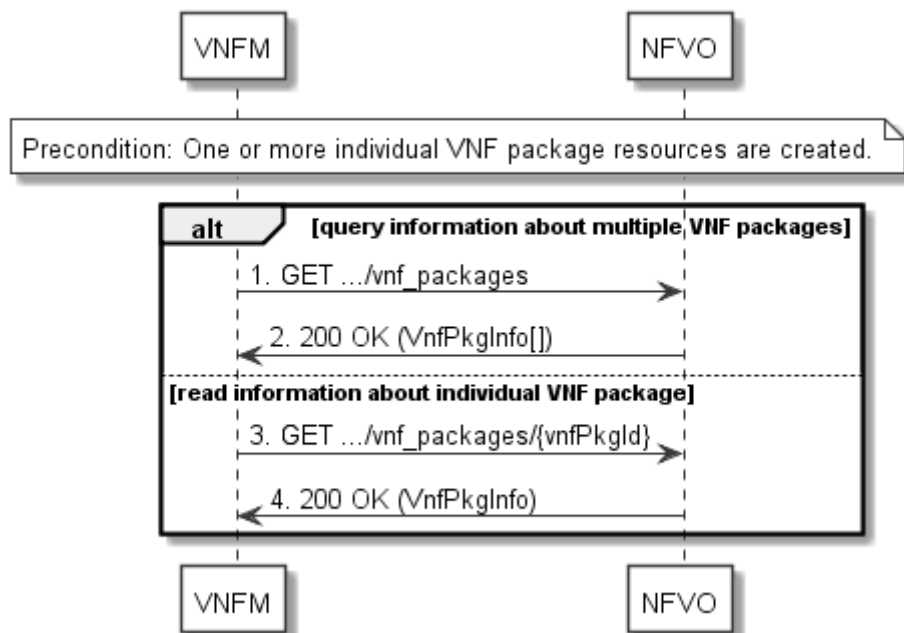 VNFM NFVO
Precondition: One or more individual VNF package resources are created.
alt [query information about multiple VNF packages]
1. GET .../vnf_packages
2. 200 OK (VnfPkgInfo[])
[read information about individual VNF package]
3. GET .../vnf_packages/{vnfPkgId}
4. 200 OK (VnfPkgInfo)
VNFM NFVO